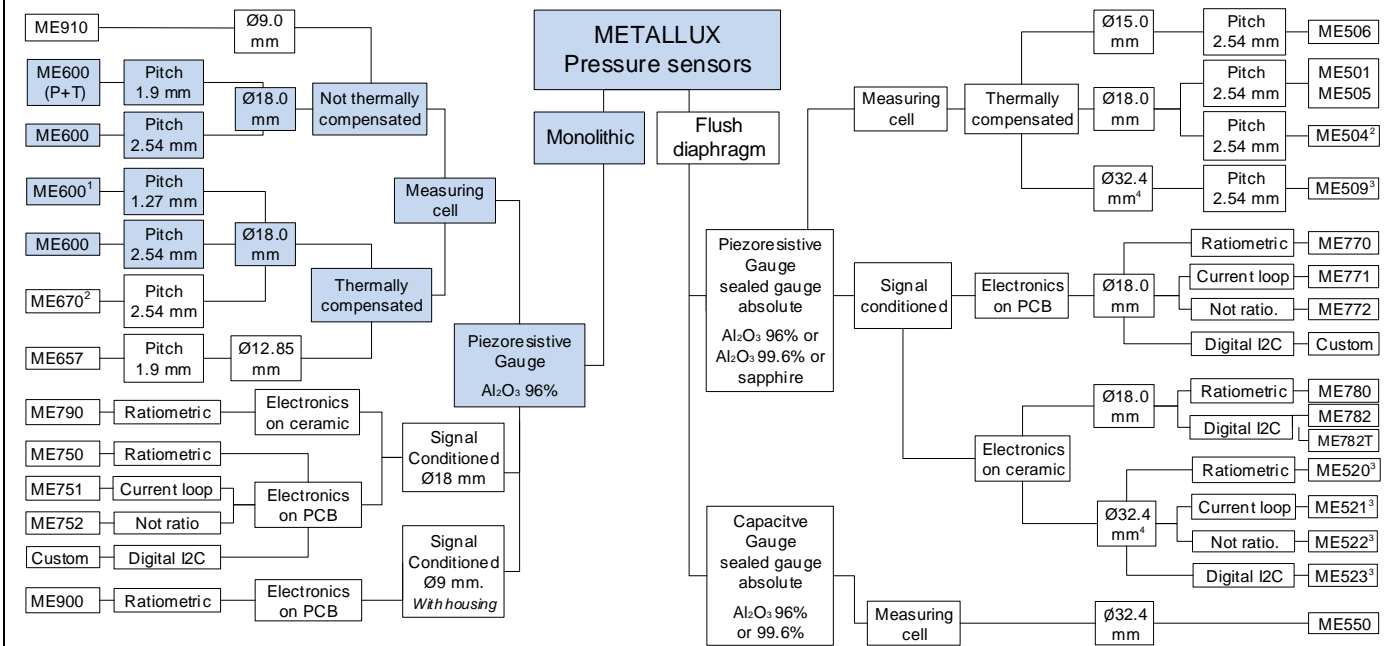 METALLUX
Pressure sensors
Monolithic
Flush
diaphragm
ME910
Ø9.0
mm
ME600
(P+T)
Pitch
1.9 mm
Ø18.0
mm
Not thermally
compensated
ME600
Pitch
2.54 mm
ME600¹
Pitch
1.27 mm
Measuring
cell
ME600
Pitch
2.54 mm
Ø18.0
mm
Thermally
compensated
ME670²
Pitch
2.54 mm
ME657
Pitch
1.9 mm
Ø12.85
mm
Piezoresistive
Gauge
Al₂O₃ 96%
ME790
Ratiometric
Electronics
on ceramic
Signal
Conditioned
Ø18 mm
ME750
Ratiometric
ME751
Current loop
Electronics
on PCB
ME752
Not ratio
Custom
Digital I2C
Signal
Conditioned
Ø9 mm.
With housing
ME900
Ratiometric
Electronics
on PCB
Ø15.0
mm
Pitch
2.54 mm
ME506
Measuring
cell
Thermally
compensated
Ø18.0
mm
Pitch
2.54 mm
ME501
ME505
Pitch
2.54 mm
ME504²
Ø32.4
mm⁴
Pitch
2.54 mm
ME509³
Piezoresistive
Gauge
sealed gauge
absolute
Al₂O₃ 96% or
Al₂O₃ 99.6% or
sapphire
Signal
conditioned
Electronics
on PCB
Ø18.0
mm
Ratiometric
ME770
Current loop
ME771
Not ratio.
ME772
Digital I2C
Custom
Electronics
on ceramic
Ø18.0
mm
Ratiometric
ME780
Digital I2C
ME782
ME782T
Ø32.4
mm⁴
Ratiometric
ME520³
Current loop
ME521³
Not ratio.
ME522³
Digital I2C
ME523³
Capacitve
Gauge
sealed gauge
absolute
Al₂O₃ 96%
or 99.6%
Measuring
cell
Ø32.4
mm
ME550